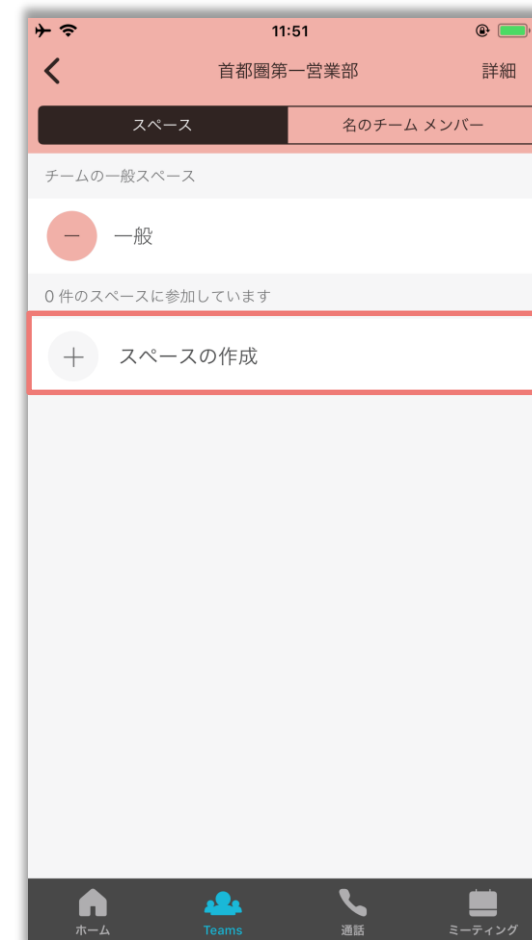 11:51
首都圏第一営業部 詳細
スペース 名のチーム メンバー
チームの一般スペース
一 一般
0 件のスペースに参加しています
スペースの作成
ホーム Teams 通話 ミーティング